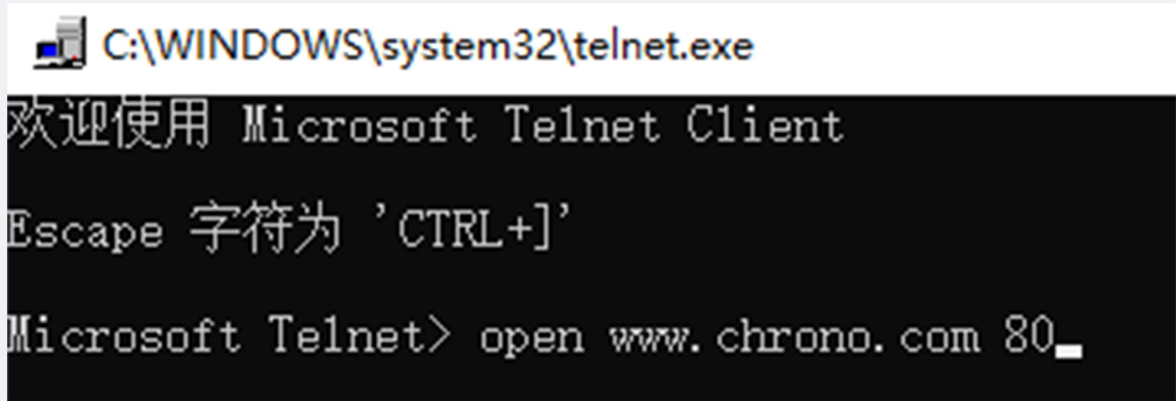 C:\WINDOWS\system32\telnet.exe
欢迎使用 Microsoft Telnet Client
Escape 字符为 'CTRL+]'
Microsoft Telnet> open www.chrono.com 80